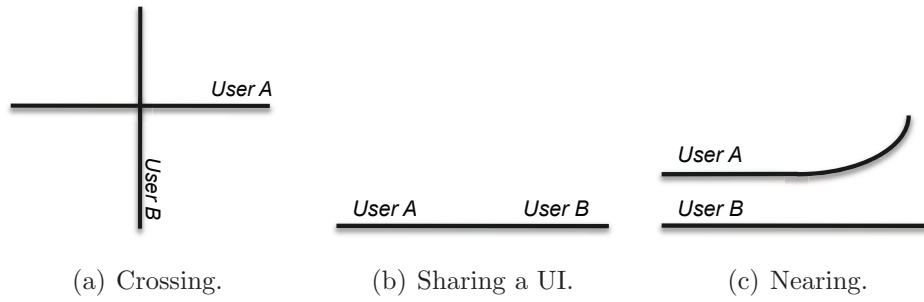 User A
User B
(a) Crossing.
User A
User B
(b) Sharing a UI.
User A
User B
(c) Nearing.